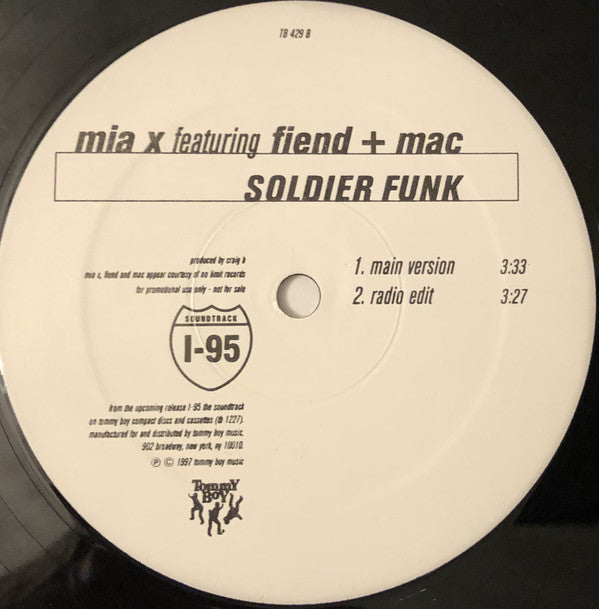 TB 429 B
mia x featuring fiend + mac
SOLDIER FUNK
produced by craig b
mia x, fiend and mac appear courtesy of no limit records
for promotional use only - not for sale
1. main version 3:33
2. radio edit 3:27
SOUNDTRACK
I-95
from the upcoming release I-95 the soundtrack
on tommy boy compact discs and cassettes (tb 1227).
manufactured for and distributed by tommy boy music,
902 broadway, new york, ny 10010.
℗ © 1997 tommy boy music
Tommy
Boy